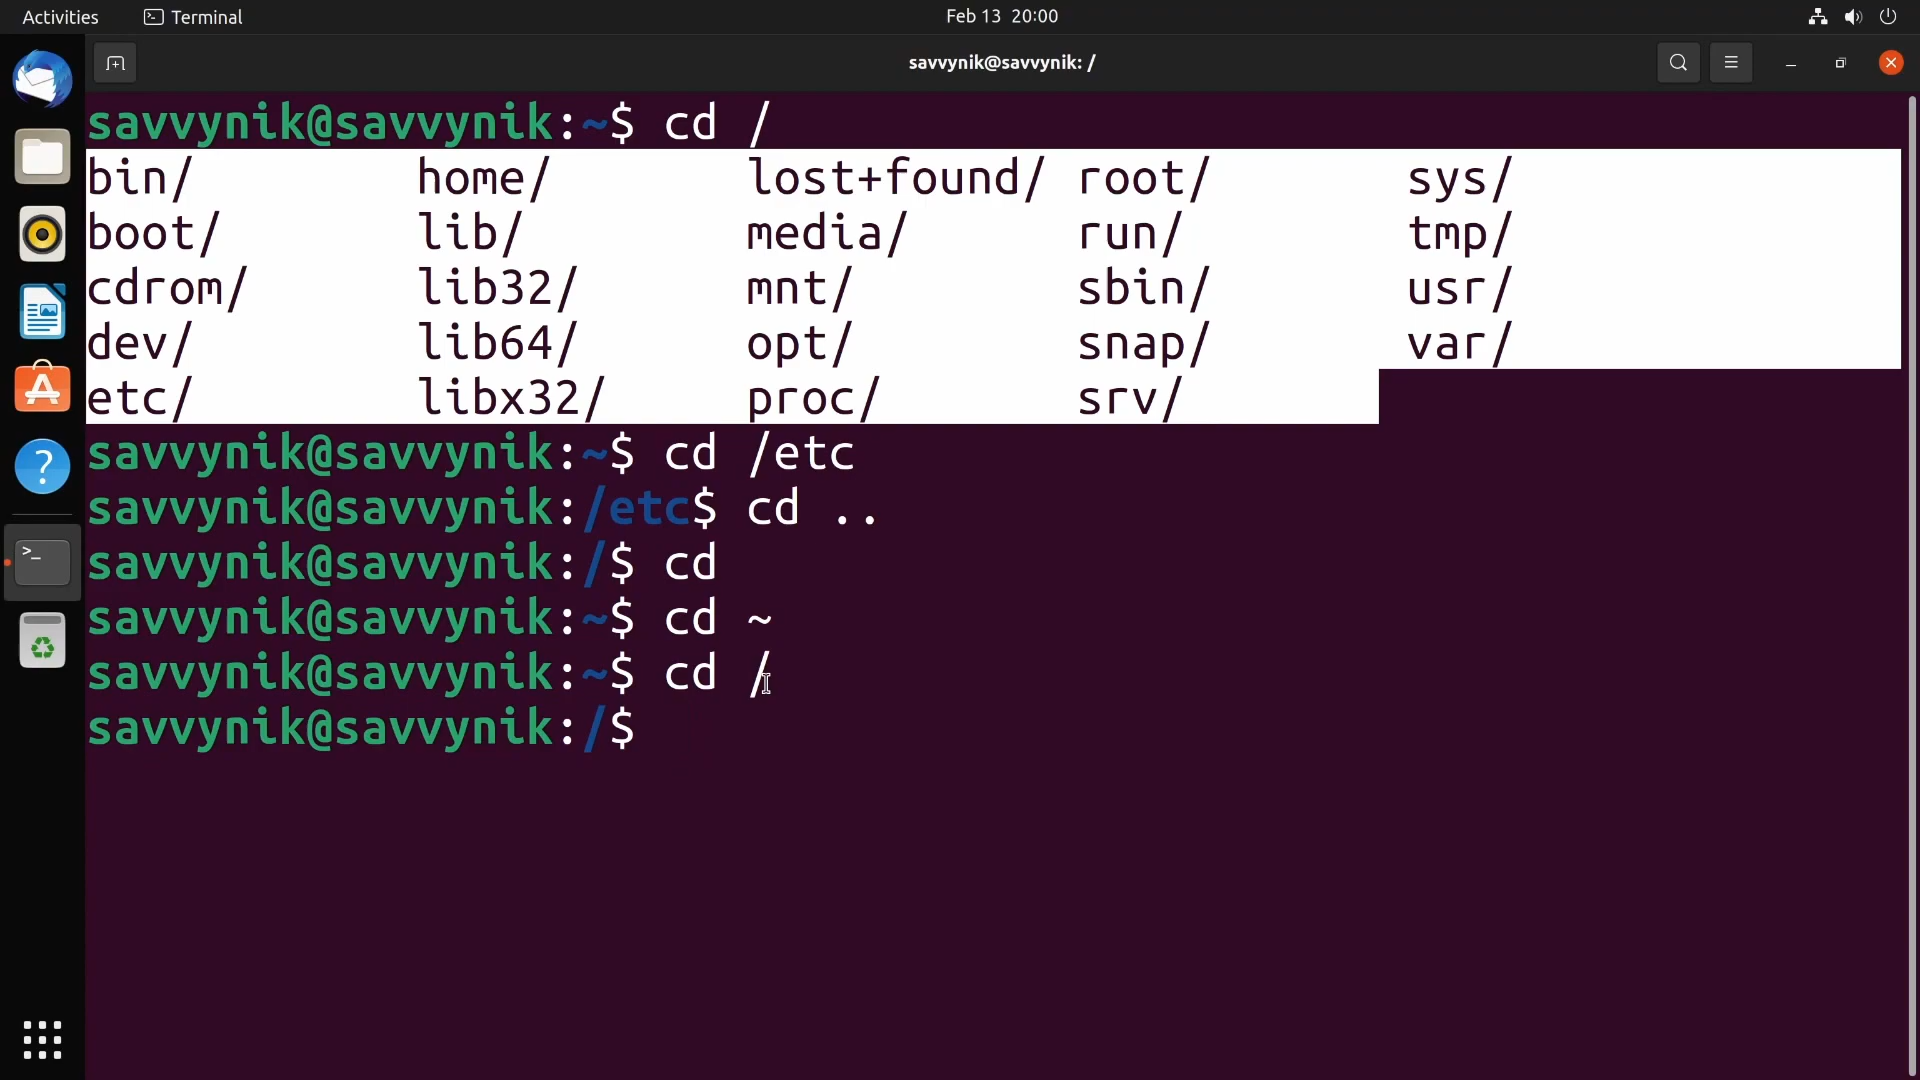 Activities Terminal Feb 13 20:00
savvynik@savvynik: /
savvynik@savvynik:~$ cd /
bin/ home/ lost+found/ root/ sys/
boot/ lib/ media/ run/ tmp/
cdrom/ lib32/ mnt/ sbin/ usr/
dev/ lib64/ opt/ snap/ var/
etc/ libx32/ proc/ srv/
savvynik@savvynik:~$ cd /etc
savvynik@savvynik:/etc$ cd ..
savvynik@savvynik:/$ cd
savvynik@savvynik:~$ cd ~
savvynik@savvynik:~$ cd /
savvynik@savvynik:/$